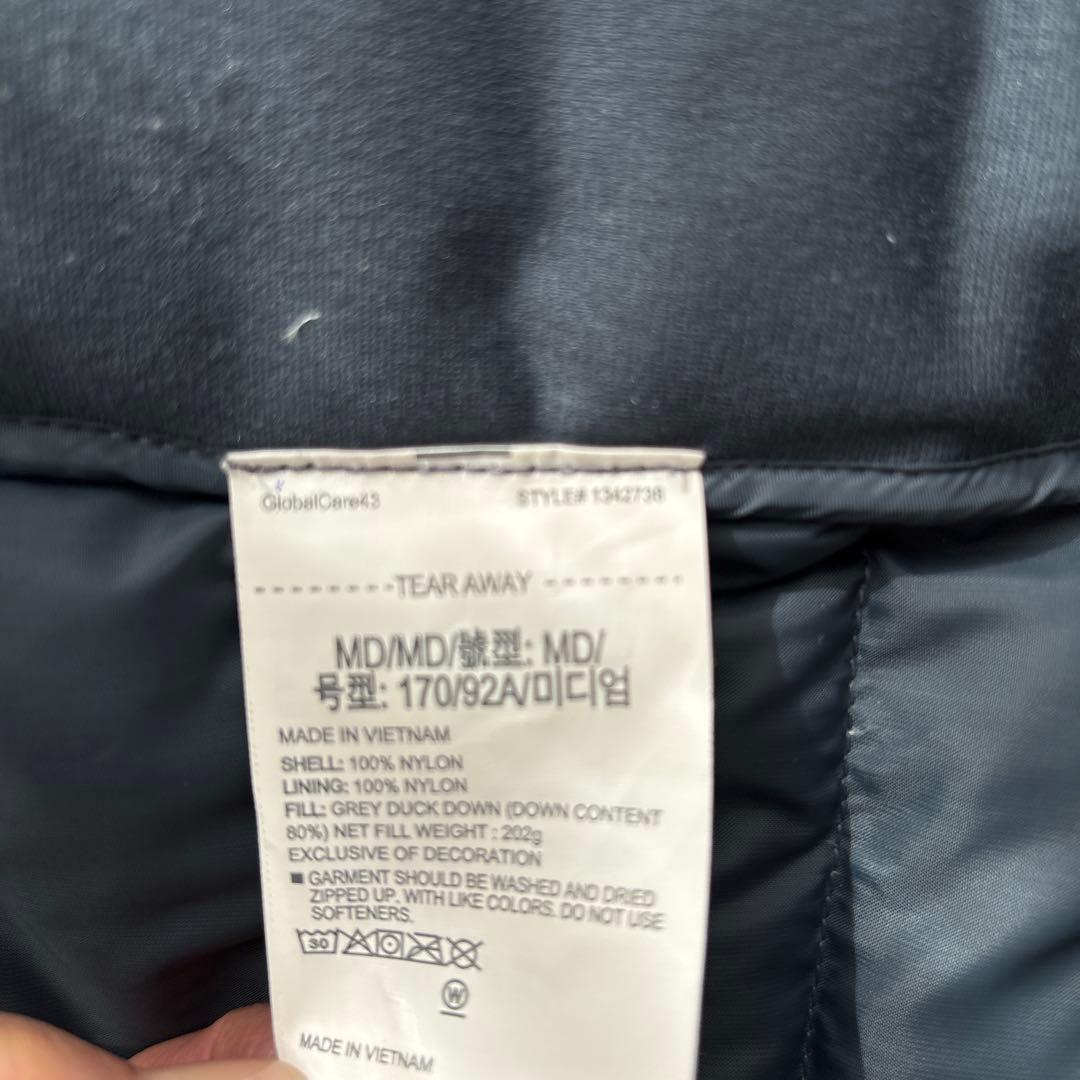 GlobalCare43
STYLE# 1342738
--------TEAR AWAY --------
MD/MD/號型: MD/
号型: 170/92A/미디엄
MADE IN VIETNAM
SHELL: 100% NYLON
LINING: 100% NYLON
FILL: GREY DUCK DOWN (DOWN CONTENT
80%) NET FILL WEIGHT : 202g
EXCLUSIVE OF DECORATION
■ GARMENT SHOULD BE WASHED AND DRIED
ZIPPED UP. WITH LIKE COLORS. DO NOT USE
SOFTENERS.
30
W
MADE IN VIETNAM